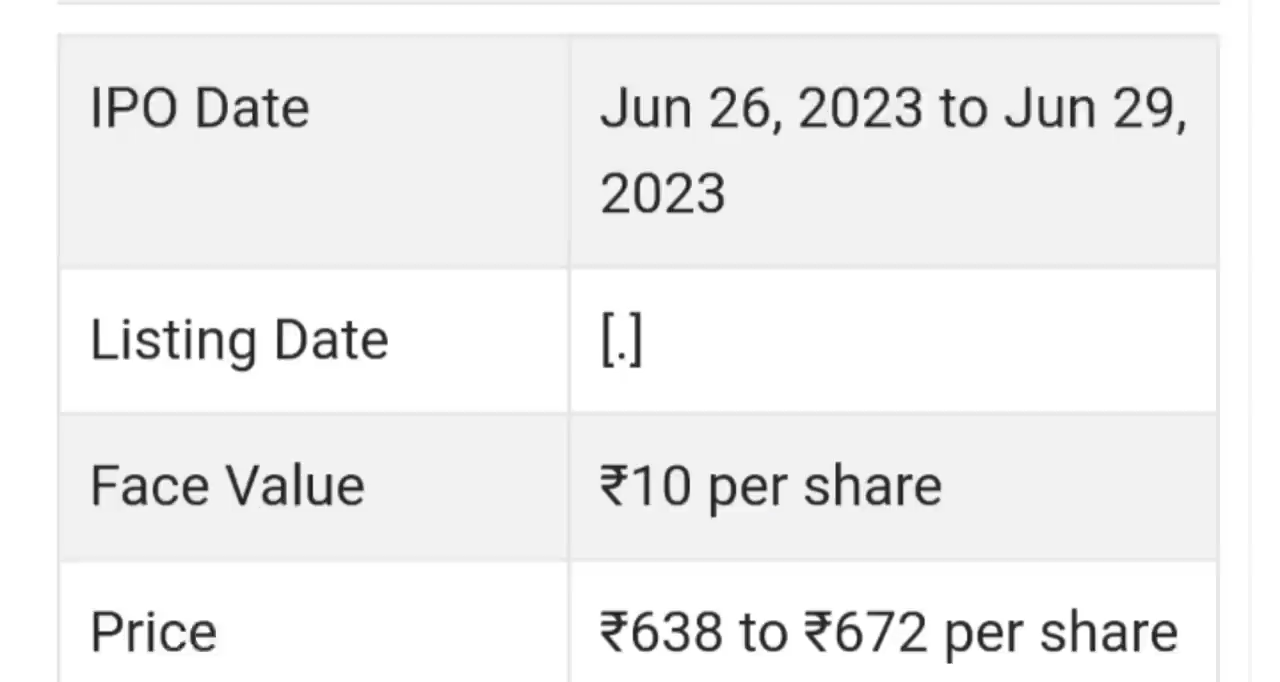 IPO Date
Jun 26, 2023 to Jun 29,
2023
Listing Date
[.]
Face Value
₹10 per share
Price
₹638 to ₹672 per share